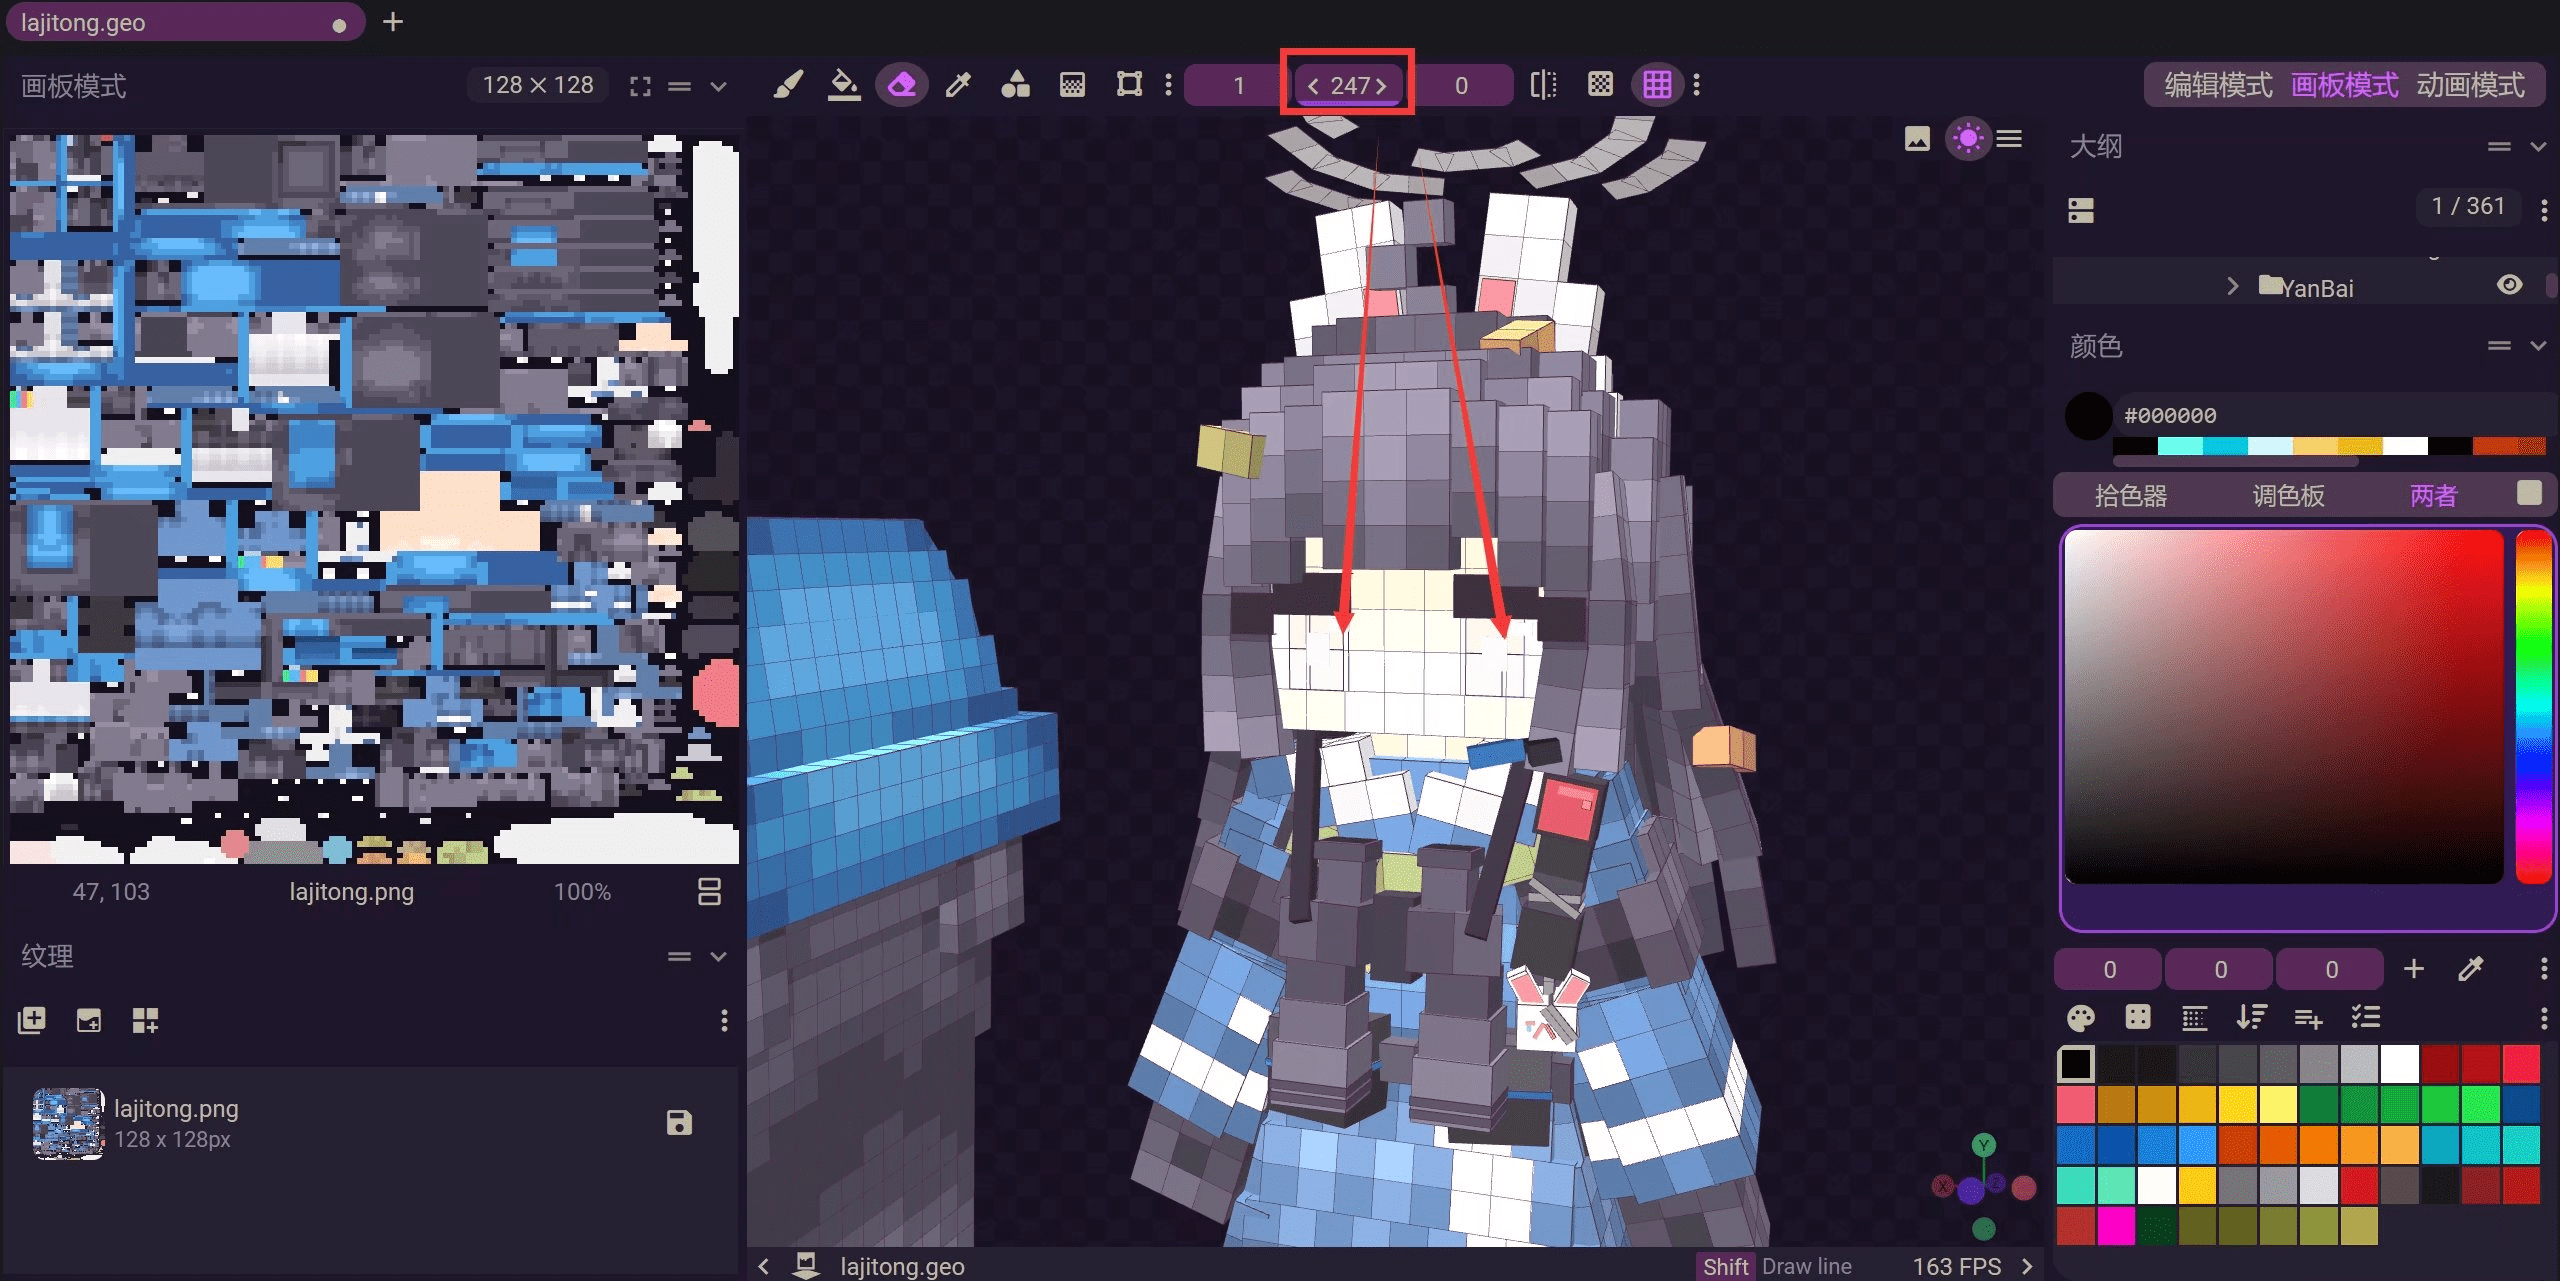 lajitong.geo
画板模式
128 × 128
1
247
0
编辑模式 画板模式 动画模式
大纲
1 / 361
YanBai
颜色
#000000
拾色器
调色板
两者
47, 103
lajitong.png
100%
0
0
0
纹理
lajitong.png
128 x 128px
Y
X
Z
lajitong.geo
Shift Draw line
163 FPS